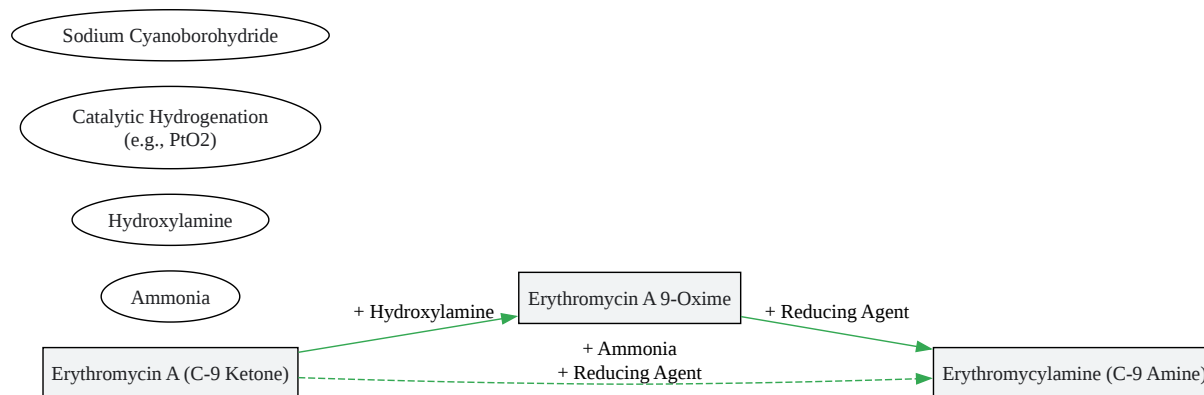 Sodium Cyanoborohydride
Catalytic Hydrogenation
(e.g., PtO2)
Hydroxylamine
Ammonia
Erythromycin A 9-Oxime
+ Hydroxylamine
+ Reducing Agent
+ Ammonia
+ Reducing Agent
Erythromycin A (C-9 Ketone)
Erythromycylamine (C-9 Amine)